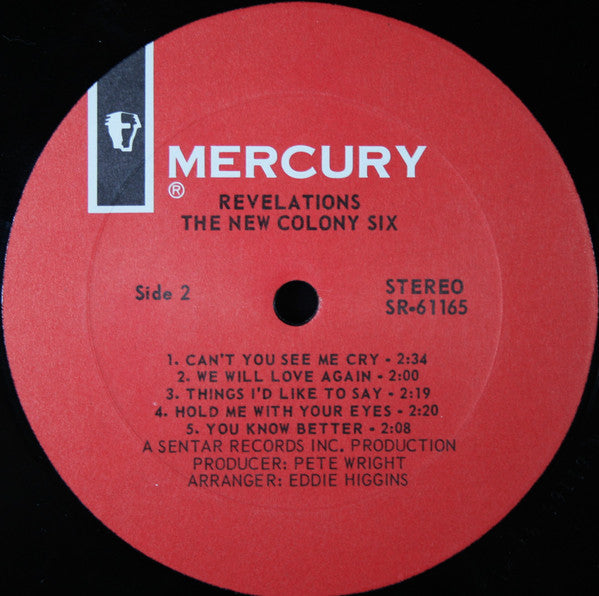 MERCURY
®
REVELATIONS
THE NEW COLONY SIX
Side 2
STEREO
SR-61165
1. CAN'T YOU SEE ME CRY - 2:34
2. WE WILL LOVE AGAIN - 2:00
3. THINGS I'D LIKE TO SAY - 2:19
4. HOLD ME WITH YOUR EYES - 2:20
5. YOU KNOW BETTER - 2:08
A SENTAR RECORDS INC. PRODUCTION
PRODUCER: PETE WRIGHT
ARRANGER: EDDIE HIGGINS